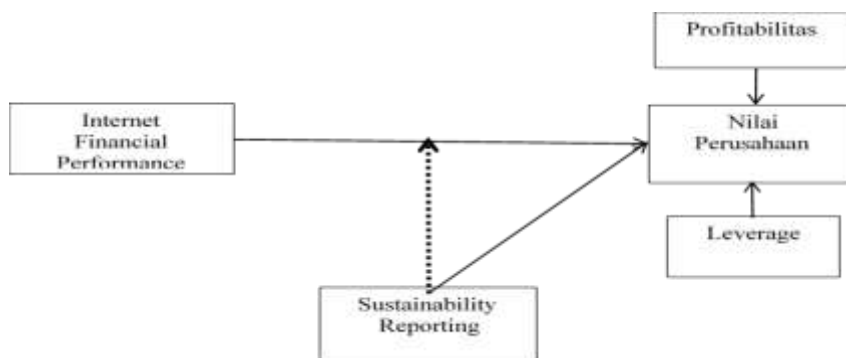 Profitabilitas
Internet
Financial
Performance
Nilai
Perusahaan
Leverage
Sustainability
Reporting